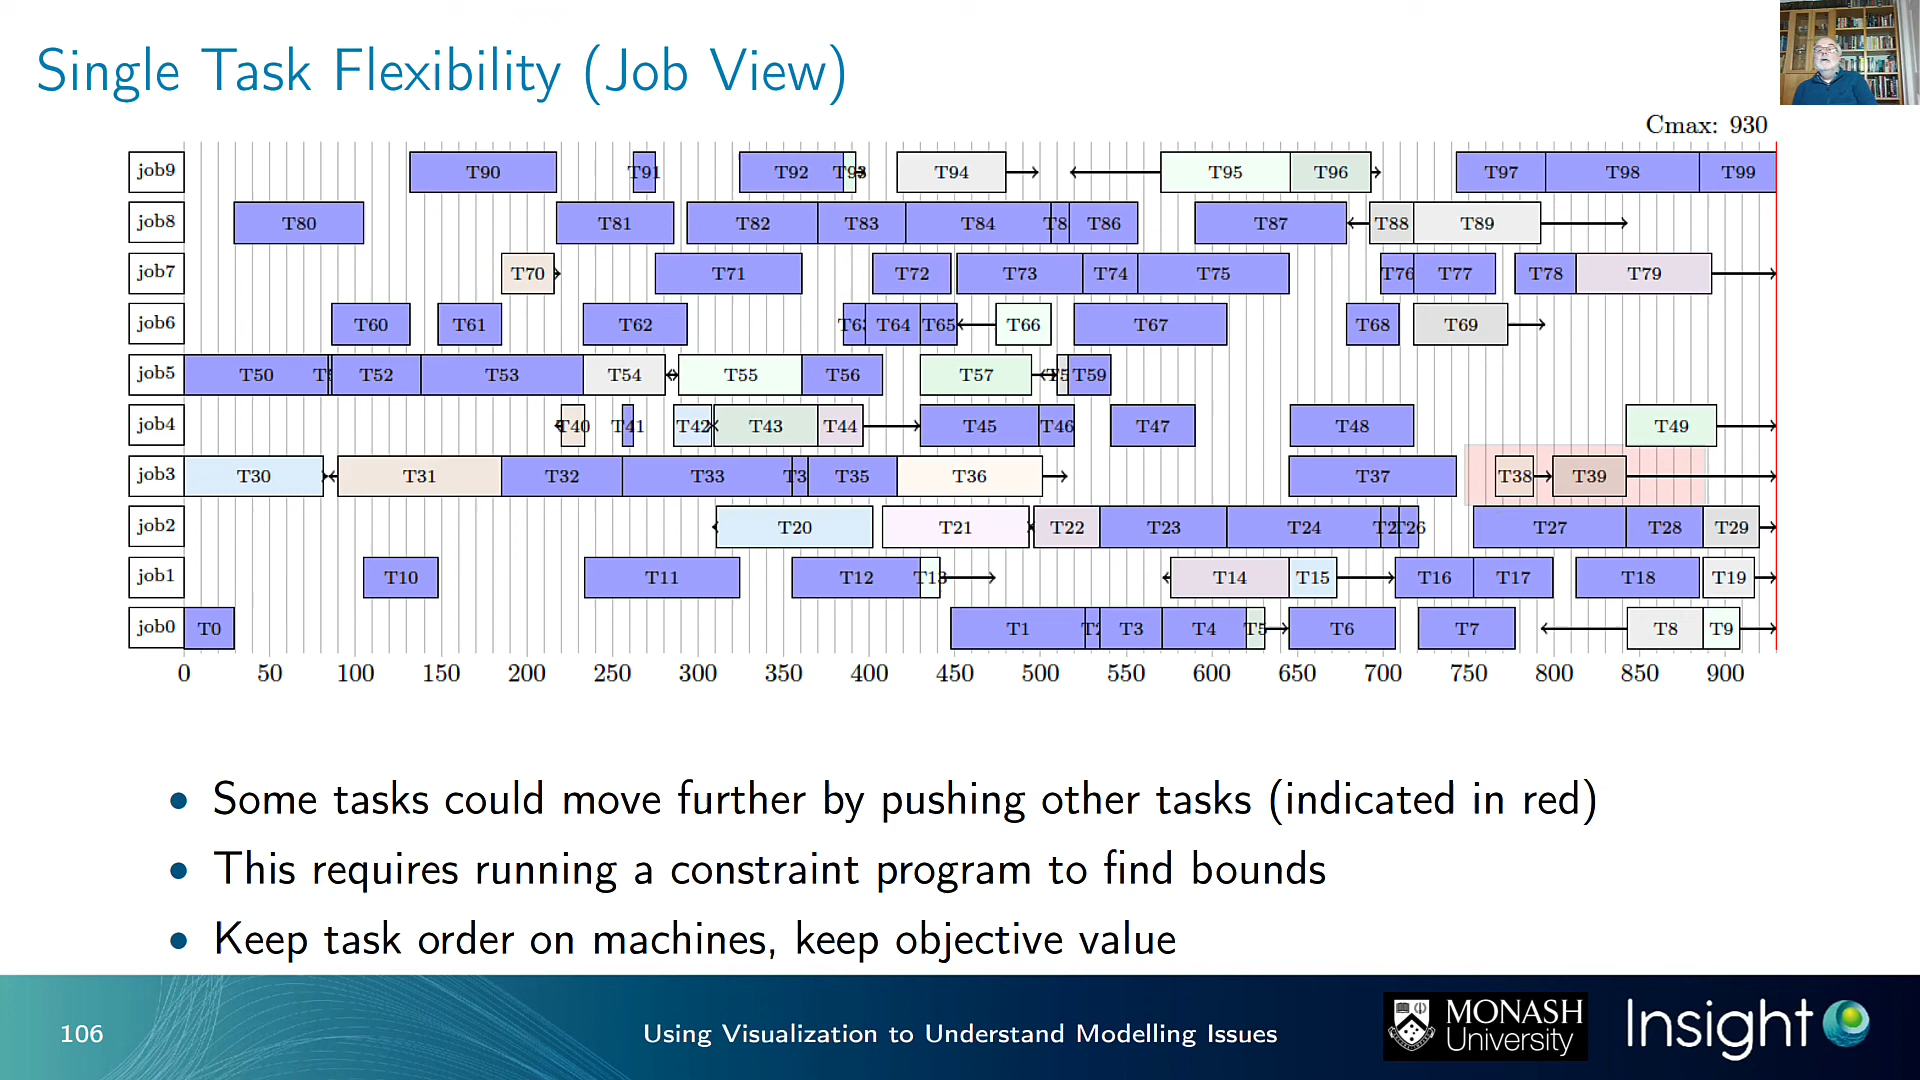 Single Task Flexibility (Job View)
Cmax: 930
job9 T90 T91 T92 T93 T94 T95 T96 T97 T98 T99
job8 T80 T81 T82 T83 T84 T8 T86 T87 T88 T89
job7 T70 T71 T72 T73 T74 T75 T76 T77 T78 T79
job6 T60 T61 T62 T63 T64 T65 T66 T67 T68 T69
job5 T50 T5 T52 T53 T54 T55 T56 T57 T5 T59
job4 T40 T41 T42 T43 T44 T45 T46 T47 T48 T49
job3 T30 T31 T32 T33 T3 T35 T36 T37 T38 T39
job2 T20 T21 T22 T23 T24 T2 T26 T27 T28 T29
job1 T10 T11 T12 T13 T14 T15 T16 T17 T18 T19
job0 T0 T1 T2 T3 T4 T5 T6 T7 T8 T9
0 50 100 150 200 250 300 350 400 450 500 550 600 650 700 750 800 850 900
• Some tasks could move further by pushing other tasks (indicated in red)
• This requires running a constraint program to find bounds
• Keep task order on machines, keep objective value
106
Using Visualization to Understand Modelling Issues
MONASH
University
Insight